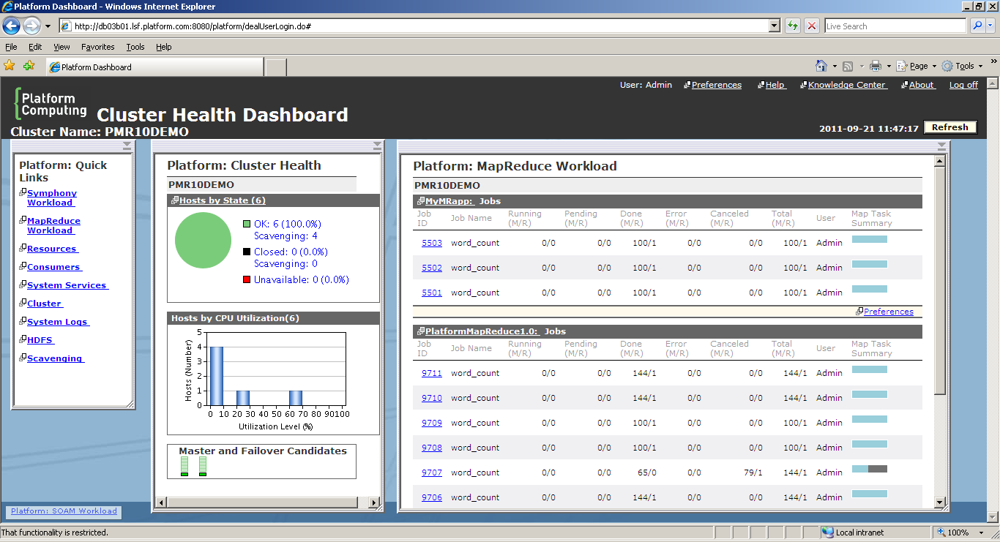 Platform Dashboard - Windows Internet Explorer
http://db03b01.lsf.platform.com:8080/platform/dealUserLogin.do#
Live Search
File Edit View Favorites Tools Help
Platform Dashboard
Page Tools »
User: Admin Preferences Help Knowledge Center About Log off
Platform
Computing
Cluster Health Dashboard
Cluster Name: PMR10DEMO
2011-09-21 11:47:17 Refresh
Platform: Quick
Links
Symphony
Workload
MapReduce
Workload
Resources
Consumers
System Services
Cluster
System Logs
HDFS
Scavenging
Platform: SOAM Workload
Platform: Cluster Health
PMR10DEMO
Hosts by State (6)
OK: 6 (100.0%)
Scavenging: 4
Closed: 0 (0.0%)
Scavenging: 0
Unavailable: 0 (0.0%)
Hosts by CPU Utilization(6)
Hosts (Number)
5
4
3
2
1
0
0 10 20 30 40 50 60 70 80 90 100
Utilization Level (%)
Master and Failover Candidates
Platform: MapReduce Workload
PMR10DEMO
MyMRapp: Jobs
Job ID Job Name Running (M/R) Pending (M/R) Done (M/R) Error (M/R) Canceled (M/R) Total (M/R) User Map Task Summary
5503 word_count 0/0 0/0 100/1 0/0 0/0 100/1 Admin
5502 word_count 0/0 0/0 100/1 0/0 0/0 100/1 Admin
5501 word_count 0/0 0/0 100/1 0/0 0/0 100/1 Admin
Preferences
PlatformMapReduce1.0: Jobs
Job ID Job Name Running (M/R) Pending (M/R) Done (M/R) Error (M/R) Canceled (M/R) Total (M/R) User Map Task Summary
9711 word_count 0/0 0/0 144/1 0/0 0/0 144/1 Admin
9710 word_count 0/0 0/0 144/1 0/0 0/0 144/1 Admin
9709 word_count 0/0 0/0 100/1 0/0 0/0 100/1 Admin
9708 word_count 0/0 0/0 100/1 0/0 0/0 100/1 Admin
9707 word_count 0/0 0/0 65/0 0/0 79/1 144/1 Admin
9706 word_count 0/0 0/0 144/1 0/0 0/0 144/1 Admin
That functionality is restricted.
Local intranet
100%